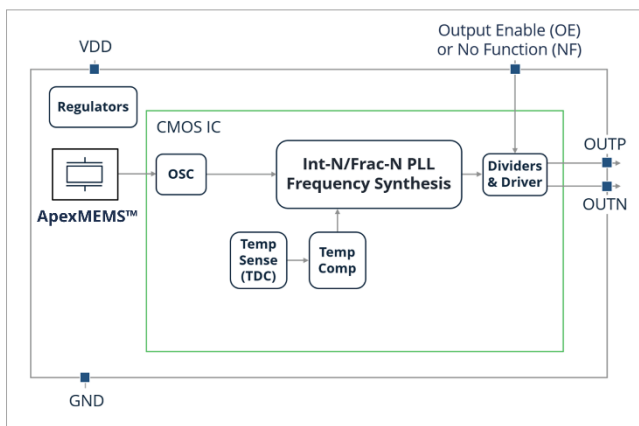 VDD
Output Enable (OE)
or No Function (NF)
Regulators
CMOS IC
OUTP
OSC
Int-N/Frac-N PLL
Frequency Synthesis
Dividers
& Driver
ApexMEMS™
OUTN
Temp
Sense
(TDC)
Temp
Comp
GND